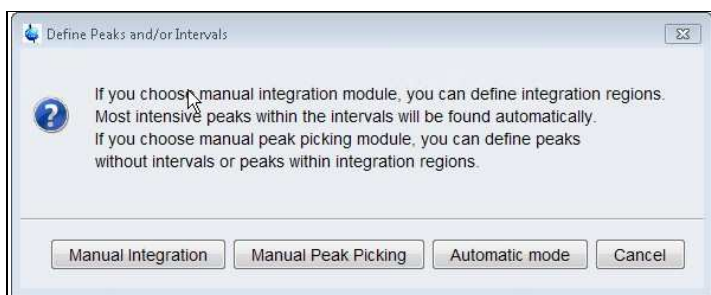 Define Peaks and/or Intervals
If you choose manual integration module, you can define integration regions.
Most intensive peaks within the intervals will be found automatically.
If you choose manual peak picking module, you can define peaks
without intervals or peaks within integration regions.
Manual Integration Manual Peak Picking Automatic mode Cancel